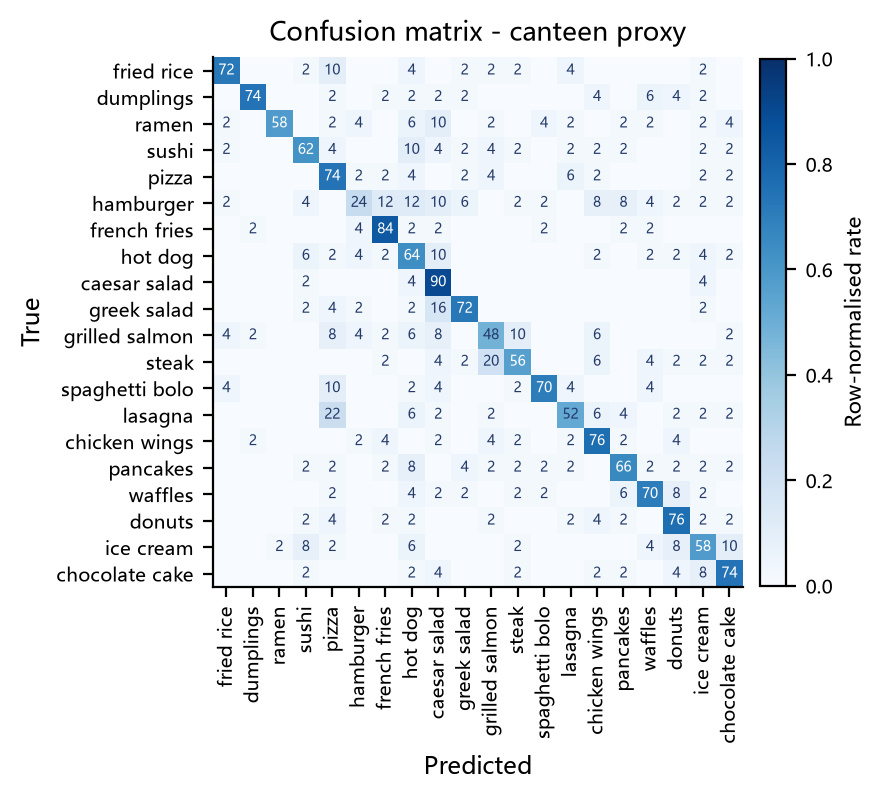 Confusion matrix - canteen proxy
fried rice 72 2 10 4 2 2 2 4 2
dumplings 74 2 2 2 2 2 4 6 4 2
ramen 2 58 2 4 6 10 2 4 2 2 2 2 4
sushi 2 62 4 10 4 2 4 2 2 2 2 2 2
pizza 74 2 2 4 2 4 6 2 2 2
hamburger 2 4 24 12 12 10 6 2 2 8 8 4 2 2 2
french fries 2 4 84 2 2 2 2 2
hot dog 6 2 4 2 64 10 2 2 2 4 2
caesar salad 2 4 90 4
greek salad 2 4 2 2 16 72 2
grilled salmon 4 2 8 4 2 6 8 48 10 6 2
steak 2 4 2 20 56 6 4 2 2 2
spaghetti bolo 4 10 2 4 2 70 4 4
lasagna 22 6 2 2 52 6 4 2 2 2
chicken wings 2 2 4 2 4 2 2 76 2 4
pancakes 2 2 2 8 4 2 2 2 2 66 2 2 2 2
waffles 2 4 2 2 2 2 6 70 8 2
donuts 2 4 2 2 2 2 4 2 76 2 2
ice cream 2 8 2 6 2 4 8 58 10
chocolate cake 2 2 4 2 2 2 4 8 74
True
fried rice
dumplings
ramen
sushi
pizza
hamburger
french fries
hot dog
caesar salad
greek salad
grilled salmon
steak
spaghetti bolo
lasagna
chicken wings
pancakes
waffles
donuts
ice cream
chocolate cake
Predicted
1.0
0.8
0.6
0.4
0.2
0.0
Row-normalised rate